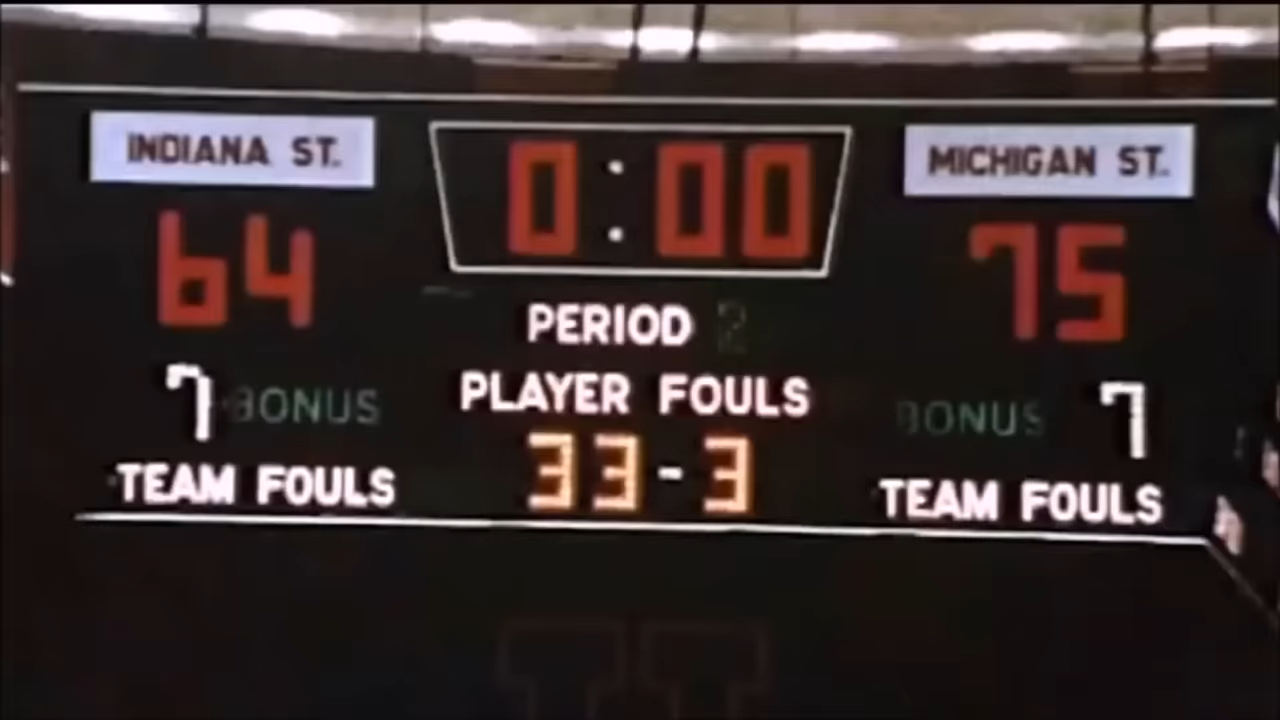 INDIANA ST. 0:00 MICHIGAN ST.
64 75
PERIOD 2
7 BONUS PLAYER FOULS BONUS 7
TEAM FOULS 33-3 TEAM FOULS